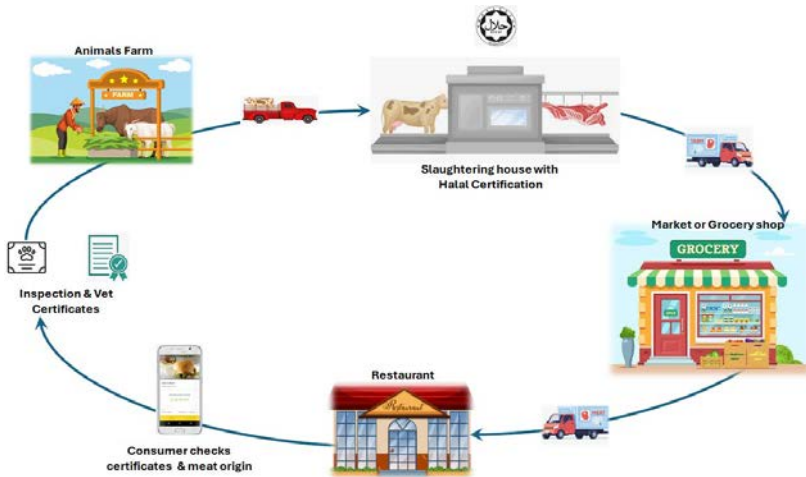 Animals Farm
FARM
حلال
Slaughtering house with
Halal Certification
Market or Grocery shop
GROCERY
Inspection & Vet
Certificates
Restaurant
Restaurant
Consumer checks
certificates & meat origin